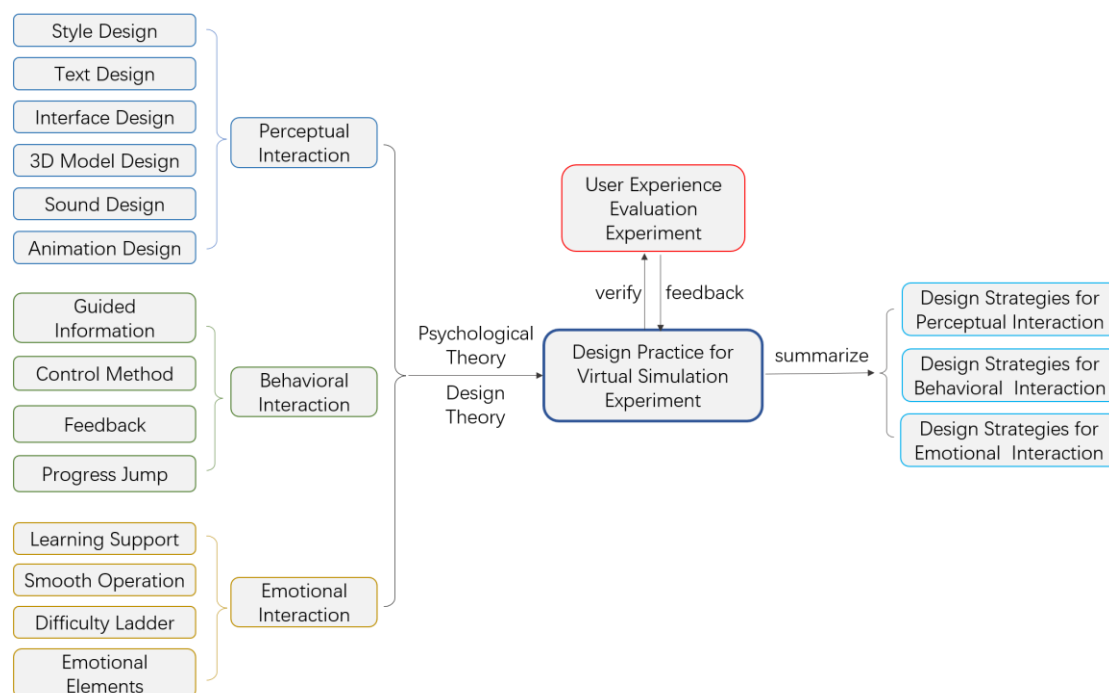 Style Design
Text Design
Interface Design
3D Model Design
Sound Design
Animation Design
Perceptual
Interaction
Guided
Information
Control Method
Feedback
Progress Jump
Behavioral
Interaction
Learning Support
Smooth Operation
Difficulty Ladder
Emotional
Elements
Emotional
Interaction
Psychological
Theory
Design
Theory
User Experience
Evaluation
Experiment
verify
feedback
Design Practice for
Virtual Simulation
Experiment
summarize
Design Strategies for
Perceptual Interaction
Design Strategies for
Behavioral Interaction
Design Strategies for
Emotional Interaction